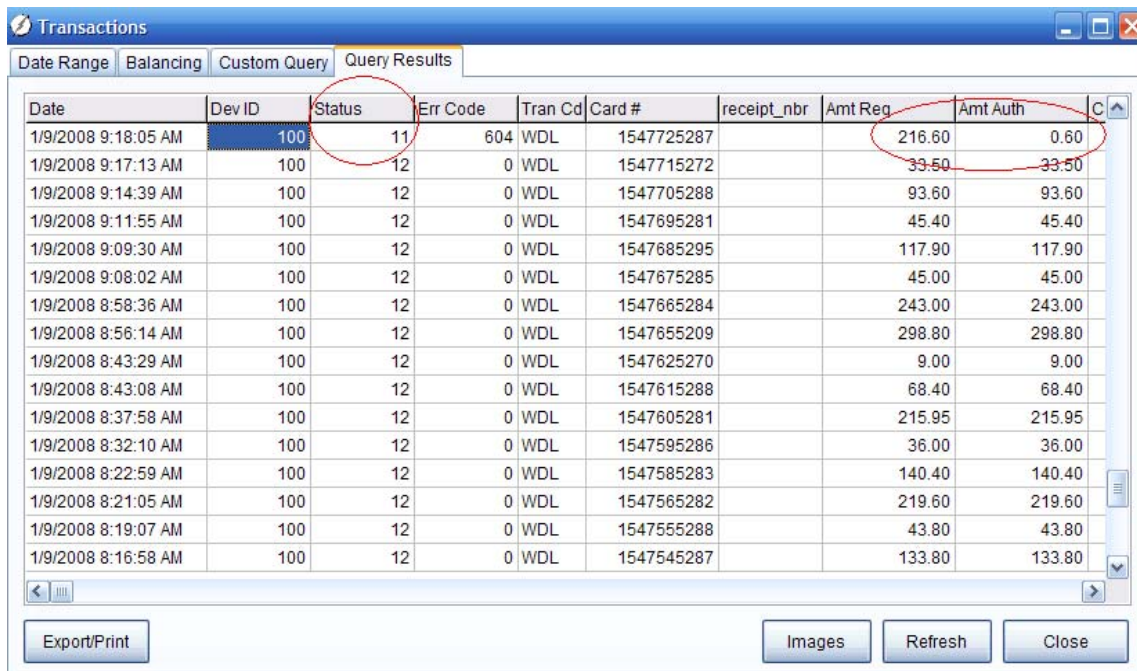 Transactions
Date Range Balancing Custom Query Query Results
Date Dev ID Status Err Code Tran Cd Card # receipt_nbr Amt Req Amt Auth C
1/9/2008 9:18:05 AM 100 11 604 WDL 1547725287 216.60 0.60
1/9/2008 9:17:13 AM 100 12 0 WDL 1547715272 33.50 33.50
1/9/2008 9:14:39 AM 100 12 0 WDL 1547705288 93.60 93.60
1/9/2008 9:11:55 AM 100 12 0 WDL 1547695281 45.40 45.40
1/9/2008 9:09:30 AM 100 12 0 WDL 1547685295 117.90 117.90
1/9/2008 9:08:02 AM 100 12 0 WDL 1547675285 45.00 45.00
1/9/2008 8:58:36 AM 100 12 0 WDL 1547665284 243.00 243.00
1/9/2008 8:56:14 AM 100 12 0 WDL 1547655209 298.80 298.80
1/9/2008 8:43:29 AM 100 12 0 WDL 1547625270 9.00 9.00
1/9/2008 8:43:08 AM 100 12 0 WDL 1547615288 68.40 68.40
1/9/2008 8:37:58 AM 100 12 0 WDL 1547605281 215.95 215.95
1/9/2008 8:32:10 AM 100 12 0 WDL 1547595286 36.00 36.00
1/9/2008 8:22:59 AM 100 12 0 WDL 1547585283 140.40 140.40
1/9/2008 8:21:05 AM 100 12 0 WDL 1547565282 219.60 219.60
1/9/2008 8:19:07 AM 100 12 0 WDL 1547555288 43.80 43.80
1/9/2008 8:16:58 AM 100 12 0 WDL 1547545287 133.80 133.80
Export/Print Images Refresh Close